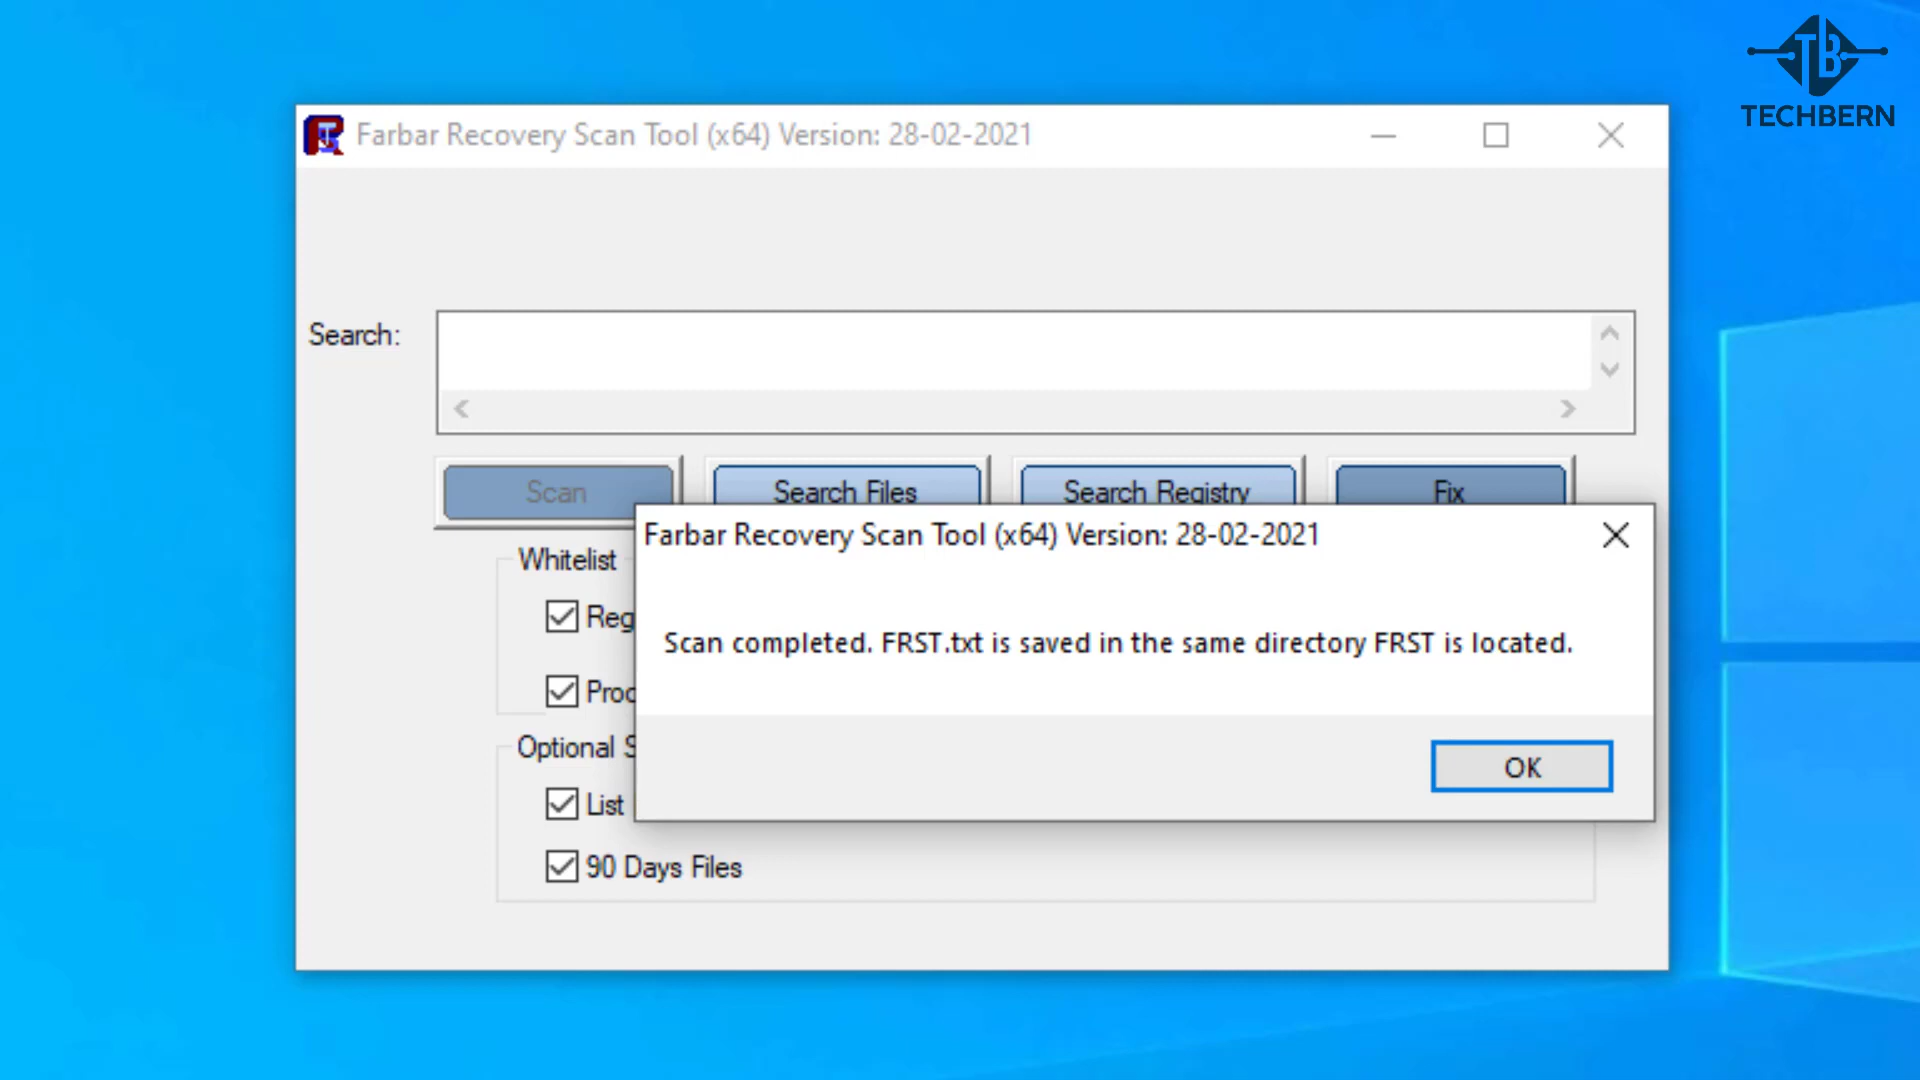 TB
TECHBERN
Farbar Recovery Scan Tool (x64) Version: 28-02-2021
Search:
Scan
Search Files
Search Registry
Fix
Farbar Recovery Scan Tool (x64) Version: 28-02-2021
Whitelist
Reg
Scan completed. FRST.txt is saved in the same directory FRST is located.
Proc
Optional S
OK
List
90 Days Files